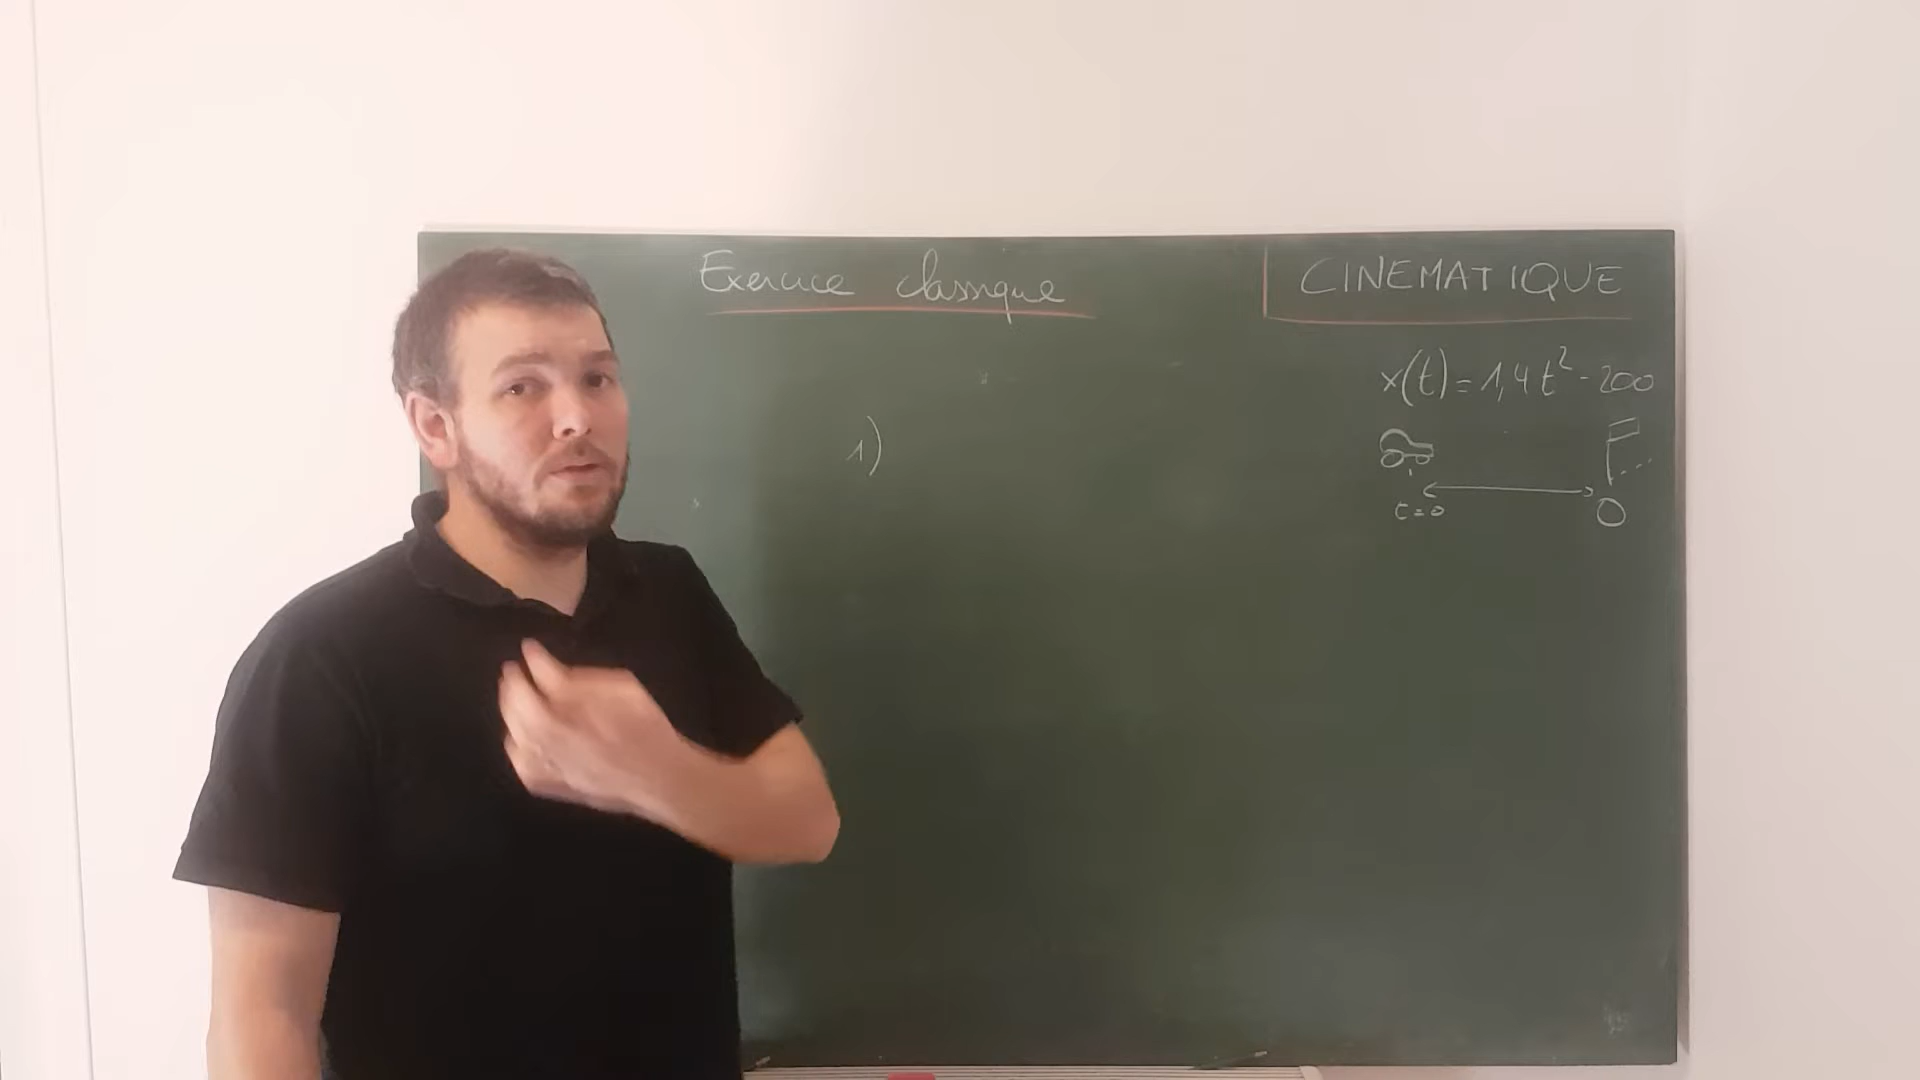 Exercice classique
CINEMATIQUE
x(t) = 1,4 t² - 200
1)
t=0
O